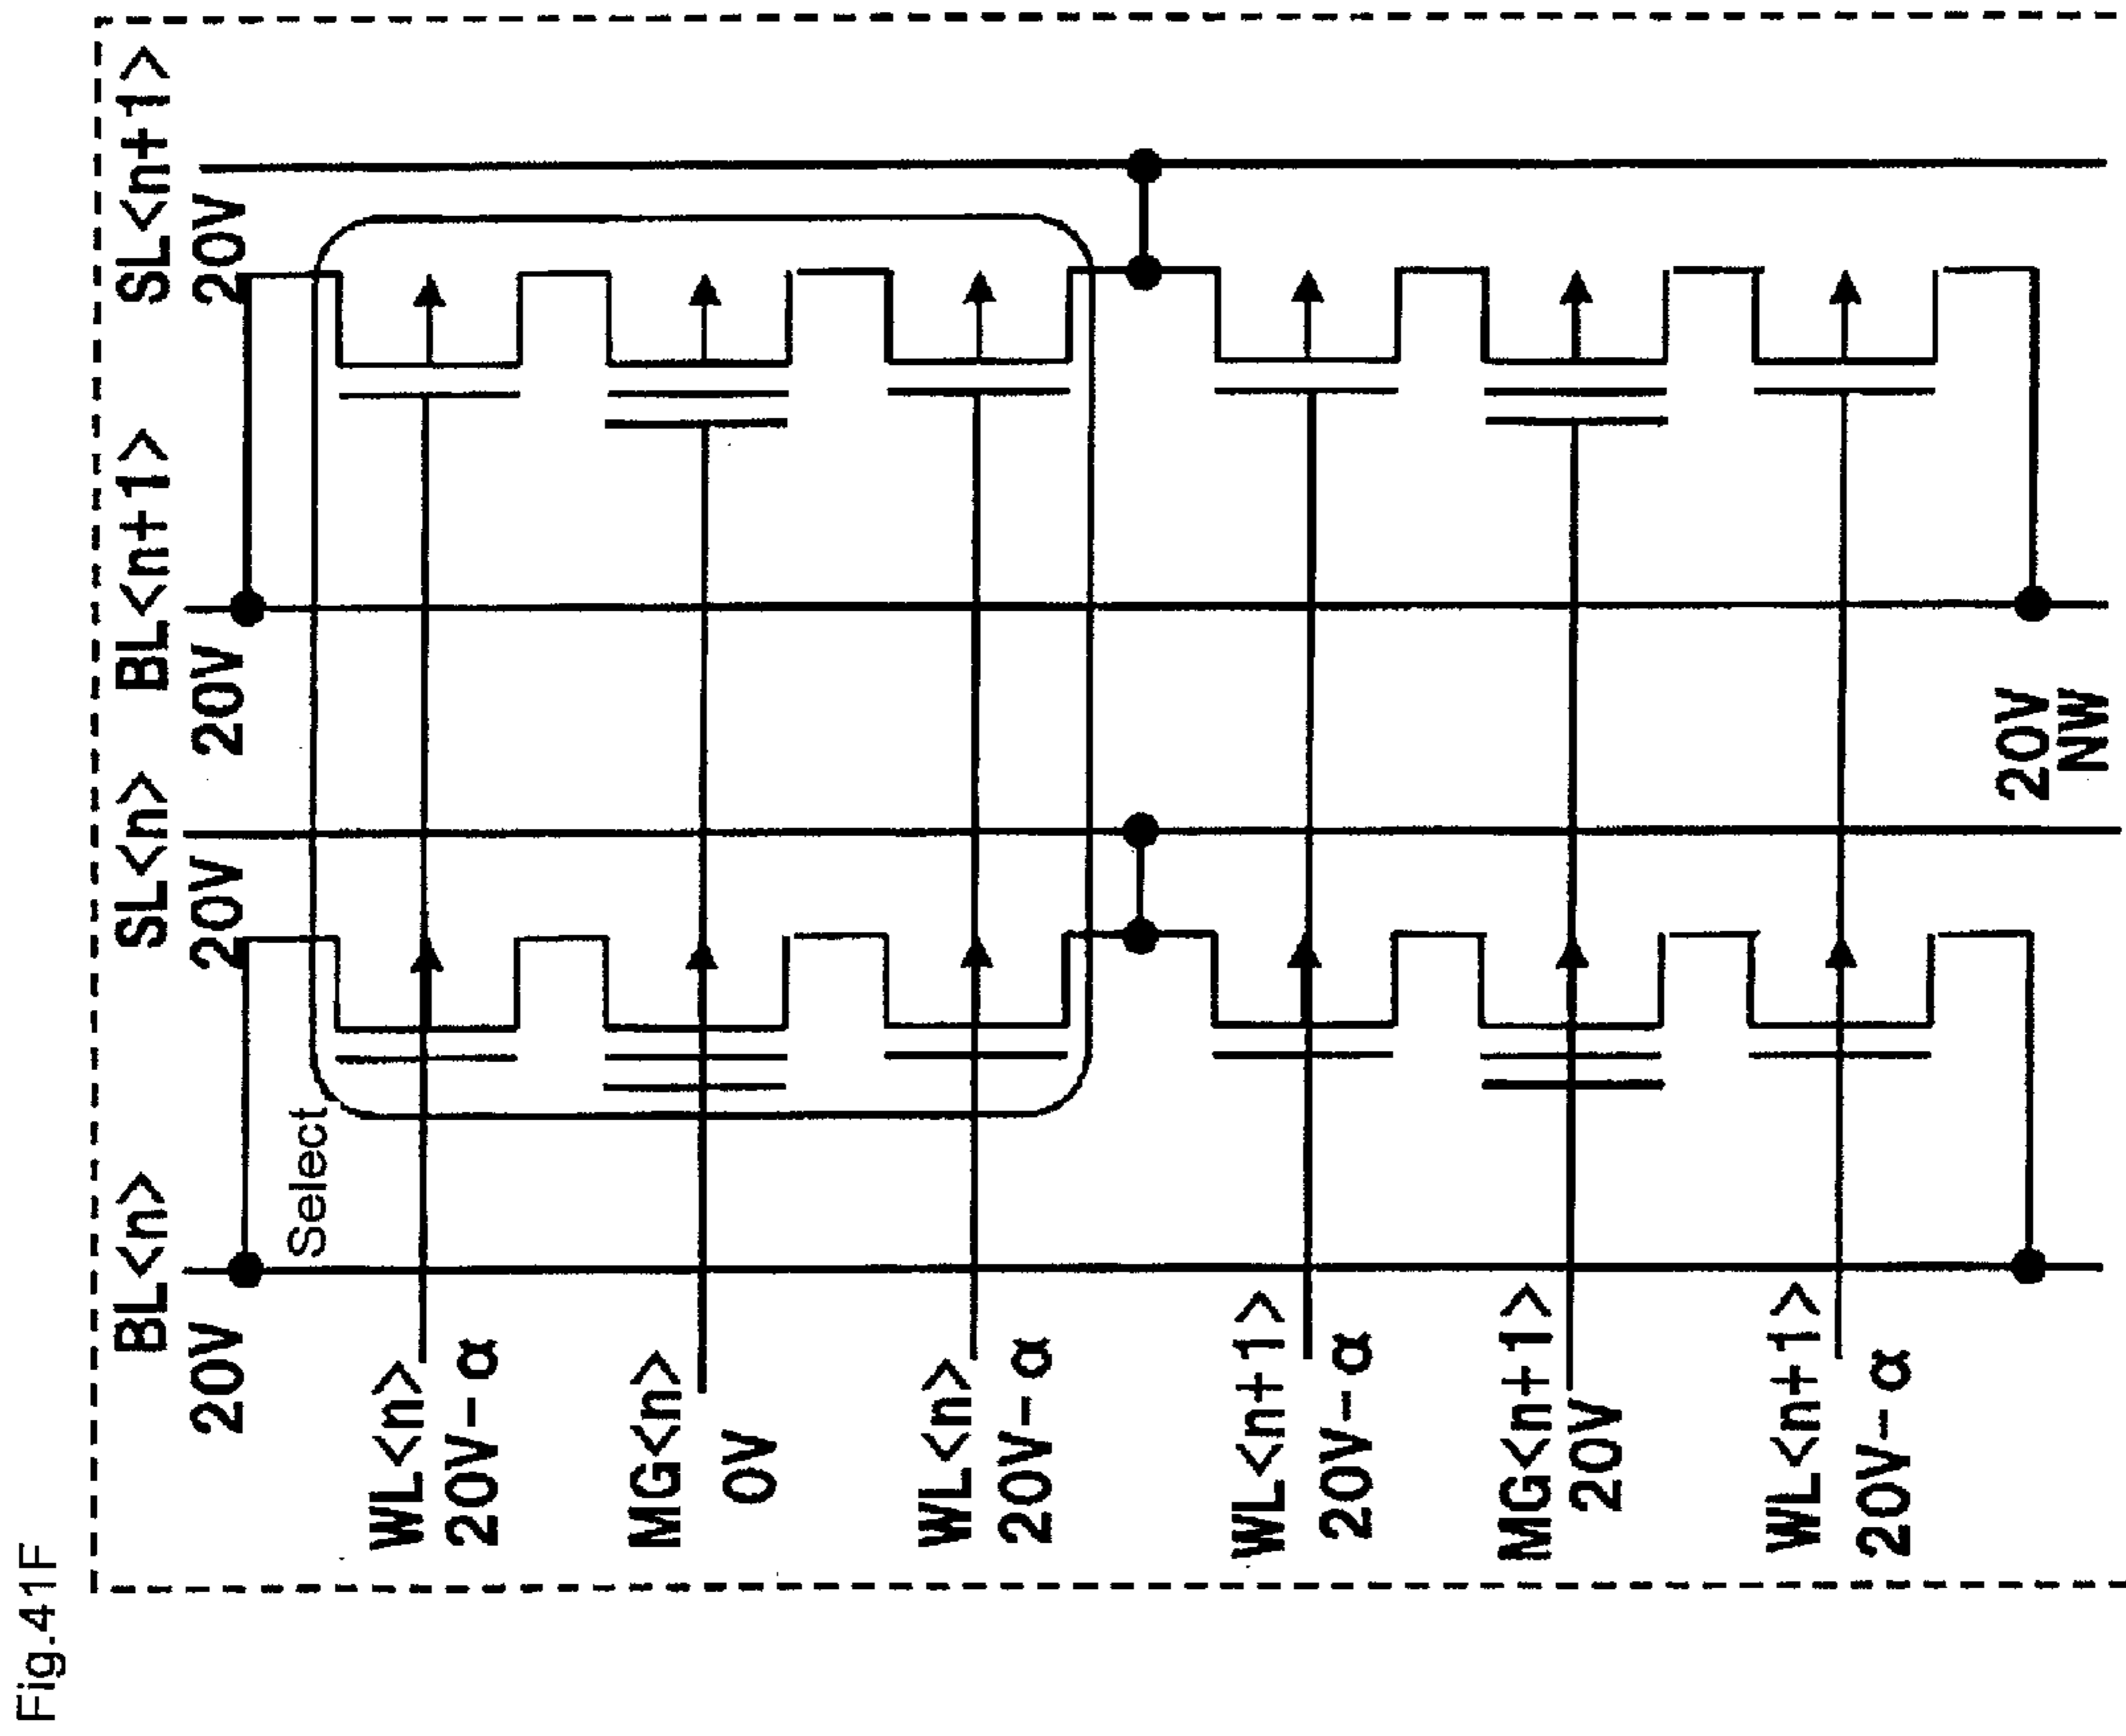 Fig.41F
BL<n>
20V
SL<n>
20V
BL<n+1>
20V
SL<n+1>
20V
Select
WL<n>
20V-α
MG<n>
0V
WL<n>
20V-α
WL<n+1>
20V-α
MG<n+1>
20V
WL<n+1>
20V-α
20V
NW